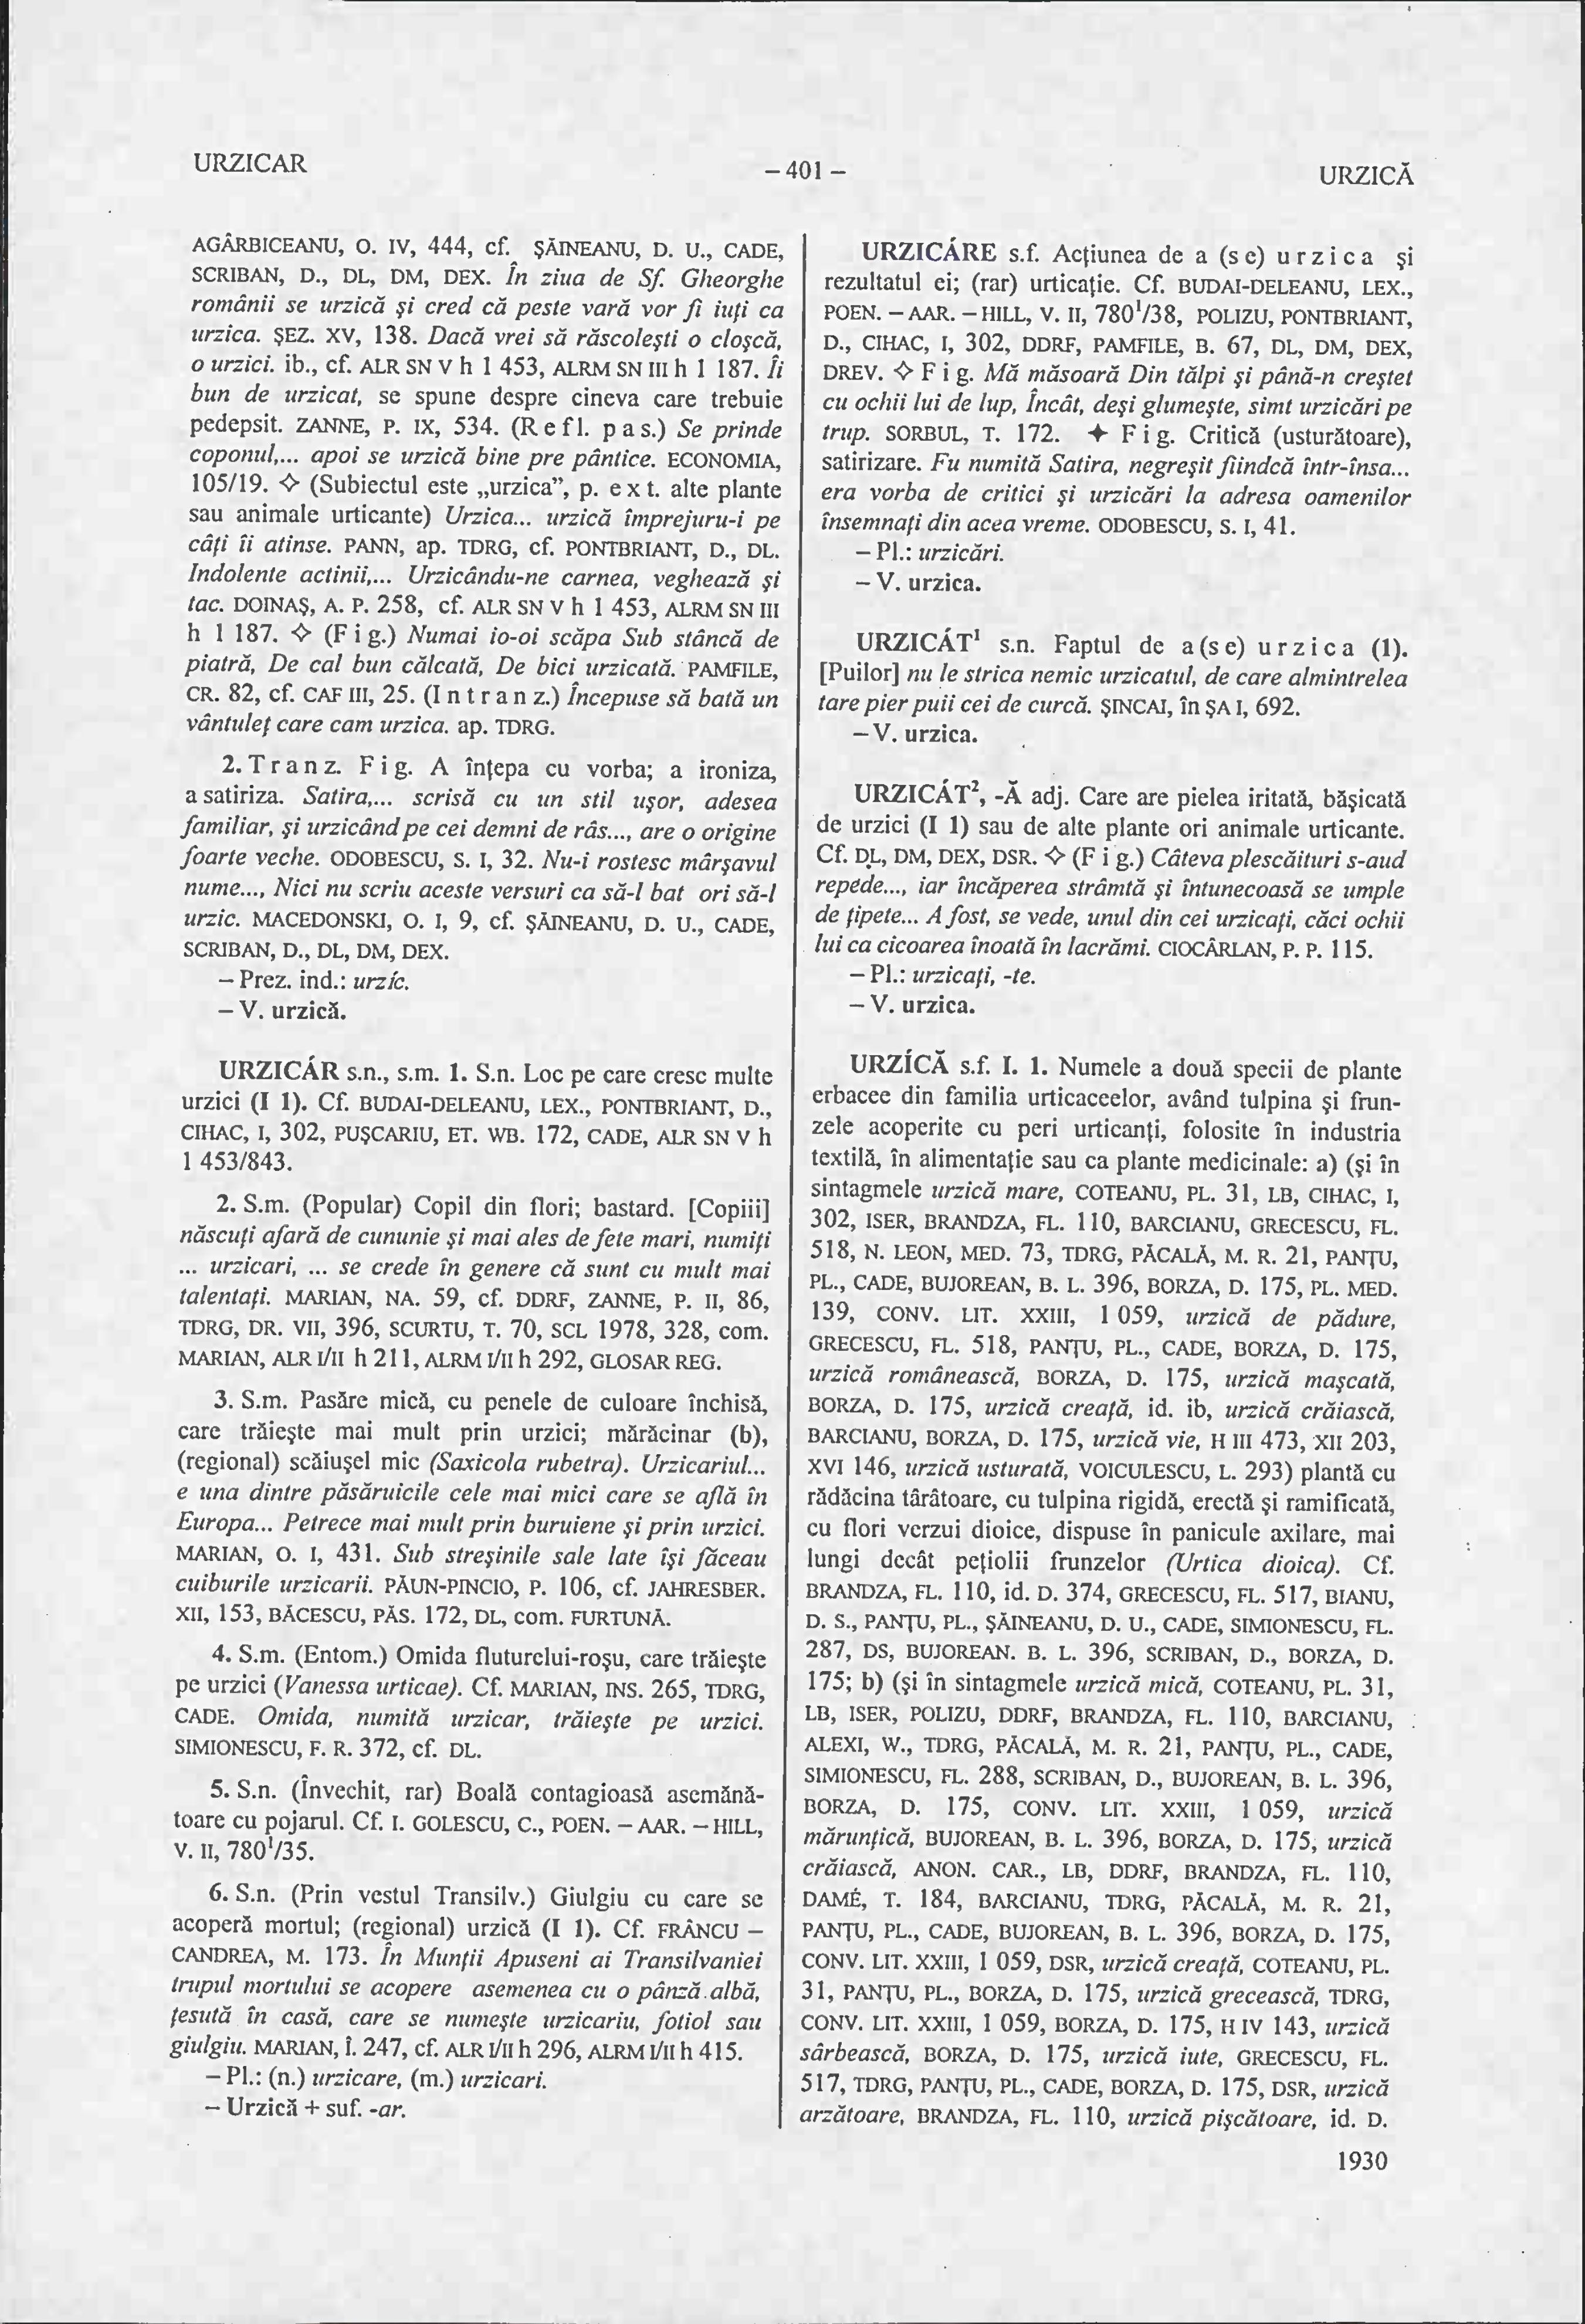 URZICAR
– 401 –
URZICĂ
AGÂRBICEANU, O. IV, 444, cf. ŞĂINEANU, D. U., CADE,
SCRIBAN, D., DL, DM, DEX. În ziua de Sf. Gheorghe
românii se urzică şi cred că peste vară vor fi iuţi ca
urzica. ŞEZ. XV, 138. Dacă vrei să răscoleşti o cloşcă,
o urzici. ib., cf. ALR SN V h 1 453, ALRM SN III h 1 187. Îi
bun de urzicat, se spune despre cineva care trebuie
pedepsit. ZANNE, P. IX, 534. (Refl. pas.) Se prinde
coponul,... apoi se urzică bine pre pântice. ECONOMIA,
105/19. ◇ (Subiectul este „urzica”, p. ext. alte plante
sau animale urticante) Urzica... urzică împrejuru-i pe
câţi îi atinse. PANN, ap. TDRG, cf. PONTBRIANT, D., DL.
Indolente actinii,... Urzicându-ne carnea, veghează şi
tac. DOINAŞ, A. P. 258, cf. ALR SN V h 1 453, ALRM SN III
h 1 187. ◇ (Fig.) Numai io-oi scăpa Sub stâncă de
piatră, De cal bun călcată, De bici urzicată. PAMFILE,
CR. 82, cf. CAF III, 25. (Intranz.) Începuse să bată un
vântuleţ care cam urzica. ap. TDRG.
2. Tranz. Fig. A înţepa cu vorba; a ironiza,
a satiriza. Satira,... scrisă cu un stil uşor, adesea
familiar, şi urzicând pe cei demni de râs..., are o origine
foarte veche. ODOBESCU, S. I, 32. Nu-i rostesc mârşavul
nume..., Nici nu scriu aceste versuri ca să-l bat ori să-l
urzic. MACEDONSKI, O. I, 9, cf. ŞĂINEANU, D. U., CADE,
SCRIBAN, D., DL, DM, DEX.
– Prez. ind.: urzíc.
– V. urzică.
URZICÁR s.n., s.m. 1. S.n. Loc pe care cresc multe
urzici (I 1). Cf. BUDAI-DELEANU, LEX., PONTBRIANT, D.,
CIHAC, I, 302, PUŞCARIU, ET. WB. 172, CADE, ALR SN V h
1 453/843.
2. S.m. (Popular) Copil din flori; bastard. [Copiii]
născuţi afară de cununie şi mai ales de fete mari, numiţi
... urzicari, ... se crede în genere că sunt cu mult mai
talentaţi. MARIAN, NA. 59, cf. DDRF, ZANNE, P. II, 86,
TDRG, DR. VII, 396, SCURTU, T. 70, SCL 1978, 328, com.
MARIAN, ALR I/II h 211, ALRM I/II h 292, GLOSAR REG.
3. S.m. Pasăre mică, cu penele de culoare închisă,
care trăieşte mai mult prin urzici; mărăcinar (b),
(regional) scăiuşel mic (Saxicola rubetra). Urzicariul...
e una dintre păsăruicile cele mai mici care se află în
Europa... Petrece mai mult prin buruiene şi prin urzici.
MARIAN, O. I, 431. Sub streşinile sale late îşi făceau
cuiburile urzicarii. PĂUN-PINCIO, P. 106, cf. JAHRESBER.
XII, 153, BĂCESCU, PĂS. 172, DL, com. FURTUNĂ.
4. S.m. (Entom.) Omida fluturelui-roşu, care trăieşte
pe urzici (Vanessa urticae). Cf. MARIAN, INS. 265, TDRG,
CADE. Omida, numită urzicar, trăieşte pe urzici.
SIMIONESCU, F. R. 372, cf. DL.
5. S.n. (Învechit, rar) Boală contagioasă asemănă-
toare cu pojarul. Cf. I. GOLESCU, C., POEN. – AAR. – HILL,
V. II, 780¹/35.
6. S.n. (Prin vestul Transilv.) Giulgiu cu care se
acoperă mortul; (regional) urzică (I 1). Cf. FRÂNCU –
CANDREA, M. 173. În Munţii Apuseni ai Transilvaniei
trupul mortului se acopere asemenea cu o pânză albă,
ţesută în casă, care se numeşte urzicariu, fotiol sau
giulgiu. MARIAN, Î. 247, cf. ALR I/II h 296, ALRM I/II h 415.
– Pl.: (n.) urzicare, (m.) urzicari.
– Urzică + suf. -ar.
URZICÁRE s.f. Acţiunea de a (se) urzica şi
rezultatul ei; (rar) urticaţie. Cf. BUDAI-DELEANU, LEX.,
POEN. – AAR. – HILL, V. II, 780¹/38, POLIZU, PONTBRIANT,
D., CIHAC, I, 302, DDRF, PAMFILE, B. 67, DL, DM, DEX,
DREV. ◇ Fig. Mă măsoară Din tălpi şi până-n creştet
cu ochii lui de lup, Încât, deşi glumeşte, simt urzicări pe
trup. SORBUL, T. 172. ✦ Fig. Critică (usturătoare),
satirizare. Fu numită Satira, negreşit fiindcă într-însa...
era vorba de critici şi urzicări la adresa oamenilor
însemnaţi din acea vreme. ODOBESCU, S. I, 41.
– Pl.: urzicări.
– V. urzica.
URZICÁT¹ s.n. Faptul de a (se) urzica (1).
[Puilor] nu le strica nemic urzicatul, de care almintrelea
tare pier puii cei de curcă. ŞINCAI, în ŞA I, 692.
– V. urzica.
URZICÁT², -Ă adj. Care are pielea iritată, băşicată
de urzici (I 1) sau de alte plante ori animale urticante.
Cf. DL, DM, DEX, DSR. ◇ (Fig.) Câteva plescăituri s-aud
repede..., iar încăperea strâmtă şi întunecoasă se umple
de ţipete... A fost, se vede, unul din cei urzicaţi, căci ochii
lui ca cicoarea înoată în lacrămi. CIOCÂRLAN, P. P. 115.
– Pl.: urzicaţi, -te.
– V. urzica.
URZÍCĂ s.f. I. 1. Numele a două specii de plante
erbacee din familia urticaceelor, având tulpina şi frun-
zele acoperite cu peri urticanţi, folosite în industria
textilă, în alimentaţie sau ca plante medicinale: a) (şi în
sintagmele urzică mare, COTEANU, PL. 31, LB, CIHAC, I,
302, ISER, BRANDZA, FL. 110, BARCIANU, GRECESCU, FL.
518, N. LEON, MED. 73, TDRG, PĂCALĂ, M. R. 21, PANŢU,
PL., CADE, BUJOREAN, B. L. 396, BORZA, D. 175, PL. MED.
139, CONV. LIT. XXIII, 1 059, urzică de pădure,
GRECESCU, FL. 518, PANŢU, PL., CADE, BORZA, D. 175,
urzică românească, BORZA, D. 175, urzică maşcată,
BORZA, D. 175, urzică creaţă, id. ib, urzică crăiască,
BARCIANU, BORZA, D. 175, urzică vie, H III 473, XII 203,
XVI 146, urzică usturată, VOICULESCU, L. 293) plantă cu
rădăcina târâtoare, cu tulpina rigidă, erectă şi ramificată,
cu flori verzui dioice, dispuse în panicule axilare, mai
lungi decât peţiolii frunzelor (Urtica dioica). Cf.
BRANDZA, FL. 110, id. D. 374, GRECESCU, FL. 517, BIANU,
D. S., PANŢU, PL., ŞĂINEANU, D. U., CADE, SIMIONESCU, FL.
287, DS, BUJOREAN. B. L. 396, SCRIBAN, D., BORZA, D.
175; b) (şi în sintagmele urzică mică, COTEANU, PL. 31,
LB, ISER, POLIZU, DDRF, BRANDZA, FL. 110, BARCIANU,
ALEXI, W., TDRG, PĂCALĂ, M. R. 21, PANŢU, PL., CADE,
SIMIONESCU, FL. 288, SCRIBAN, D., BUJOREAN, B. L. 396,
BORZA, D. 175, CONV. LIT. XXIII, 1 059, urzică
mărunţică, BUJOREAN, B. L. 396, BORZA, D. 175, urzică
crăiască, ANON. CAR., LB, DDRF, BRANDZA, FL. 110,
DAMÉ, T. 184, BARCIANU, TDRG, PĂCALĂ, M. R. 21,
PANŢU, PL., CADE, BUJOREAN, B. L. 396, BORZA, D. 175,
CONV. LIT. XXIII, 1 059, DSR, urzică creaţă, COTEANU, PL.
31, PANŢU, PL., BORZA, D. 175, urzică grecească, TDRG,
CONV. LIT. XXIII, 1 059, BORZA, D. 175, H IV 143, urzică
sârbească, BORZA, D. 175, urzică iute, GRECESCU, FL.
517, TDRG, PANŢU, PL., CADE, BORZA, D. 175, DSR, urzică
arzătoare, BRANDZA, FL. 110, urzică pişcătoare, id. D.
1930